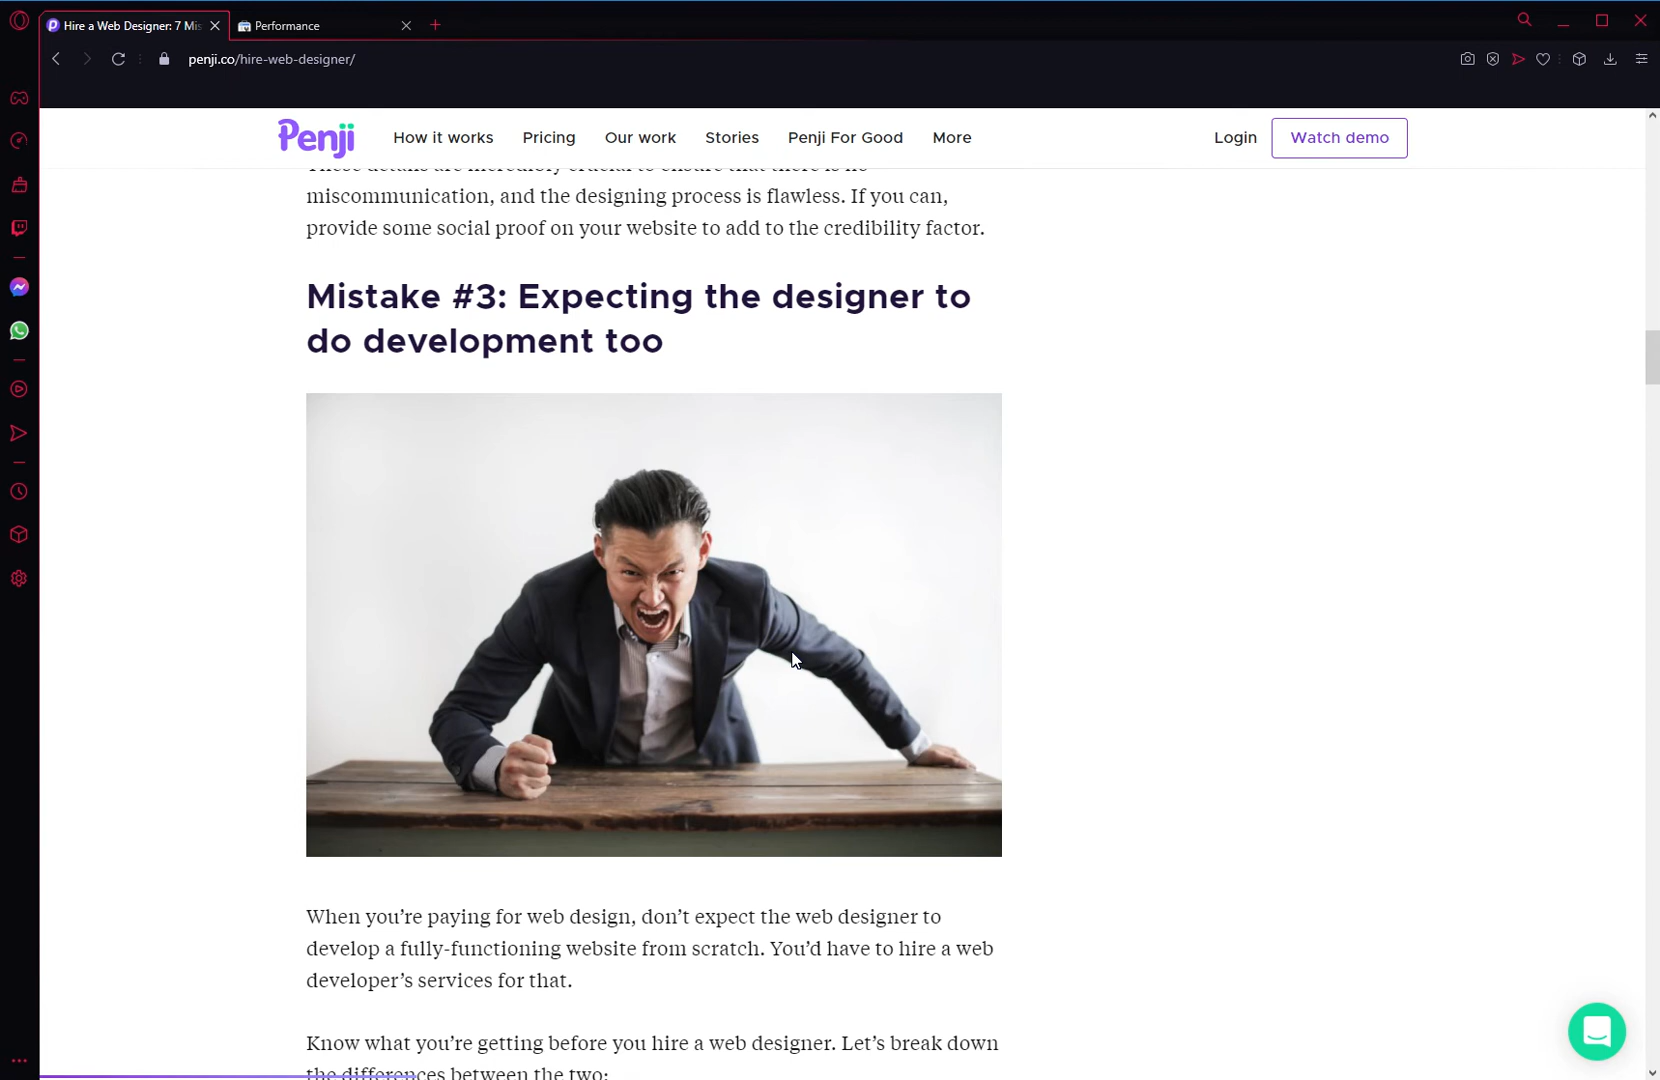 Hire a Web Designer: 7 Mis
Performance
penji.co/hire-web-designer/
Penji
How it works
Pricing
Our work
Stories
Penji For Good
More
Login
Watch demo
These details are incredibly crucial to ensure that there is no
miscommunication, and the designing process is flawless. If you can,
provide some social proof on your website to add to the credibility factor.
Mistake #3: Expecting the designer to
do development too
When you’re paying for web design, don’t expect the web designer to
develop a fully-functioning website from scratch. You’d have to hire a web
developer’s services for that.
Know what you’re getting before you hire a web designer. Let’s break down
the differences between the two: